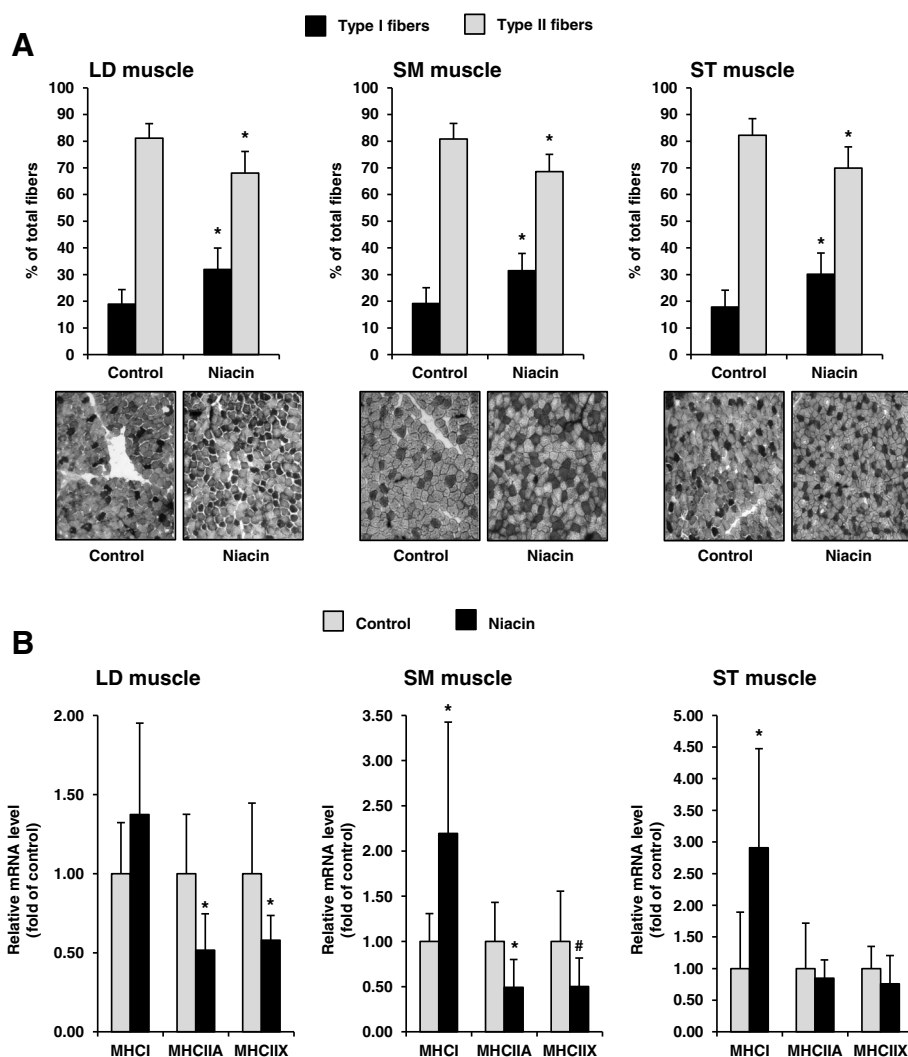 Type I fibers Type II fibers
A
LD muscle SM muscle ST muscle
% of total fibers
100
90
80
70
60
50
40
30
20
10
0
* *
Control Niacin
% of total fibers
100
90
80
70
60
50
40
30
20
10
0
* *
Control Niacin
% of total fibers
100
90
80
70
60
50
40
30
20
10
0
* *
Control Niacin
Control Niacin Control Niacin Control Niacin
Control Niacin
B
LD muscle SM muscle ST muscle
Relative mRNA level
(fold of control)
2.00
1.50
1.00
0.50
0.00
* *
MHCI MHCIIA MHCIIX
Relative mRNA level
(fold of control)
3.50
3.00
2.50
2.00
1.50
1.00
0.50
0.00
* * #
MHCI MHCIIA MHCIIX
Relative mRNA level
(fold of control)
5.00
4.50
4.00
3.50
3.00
2.50
2.00
1.50
1.00
0.50
0.00
*
MHCI MHCIIA MHCIIX